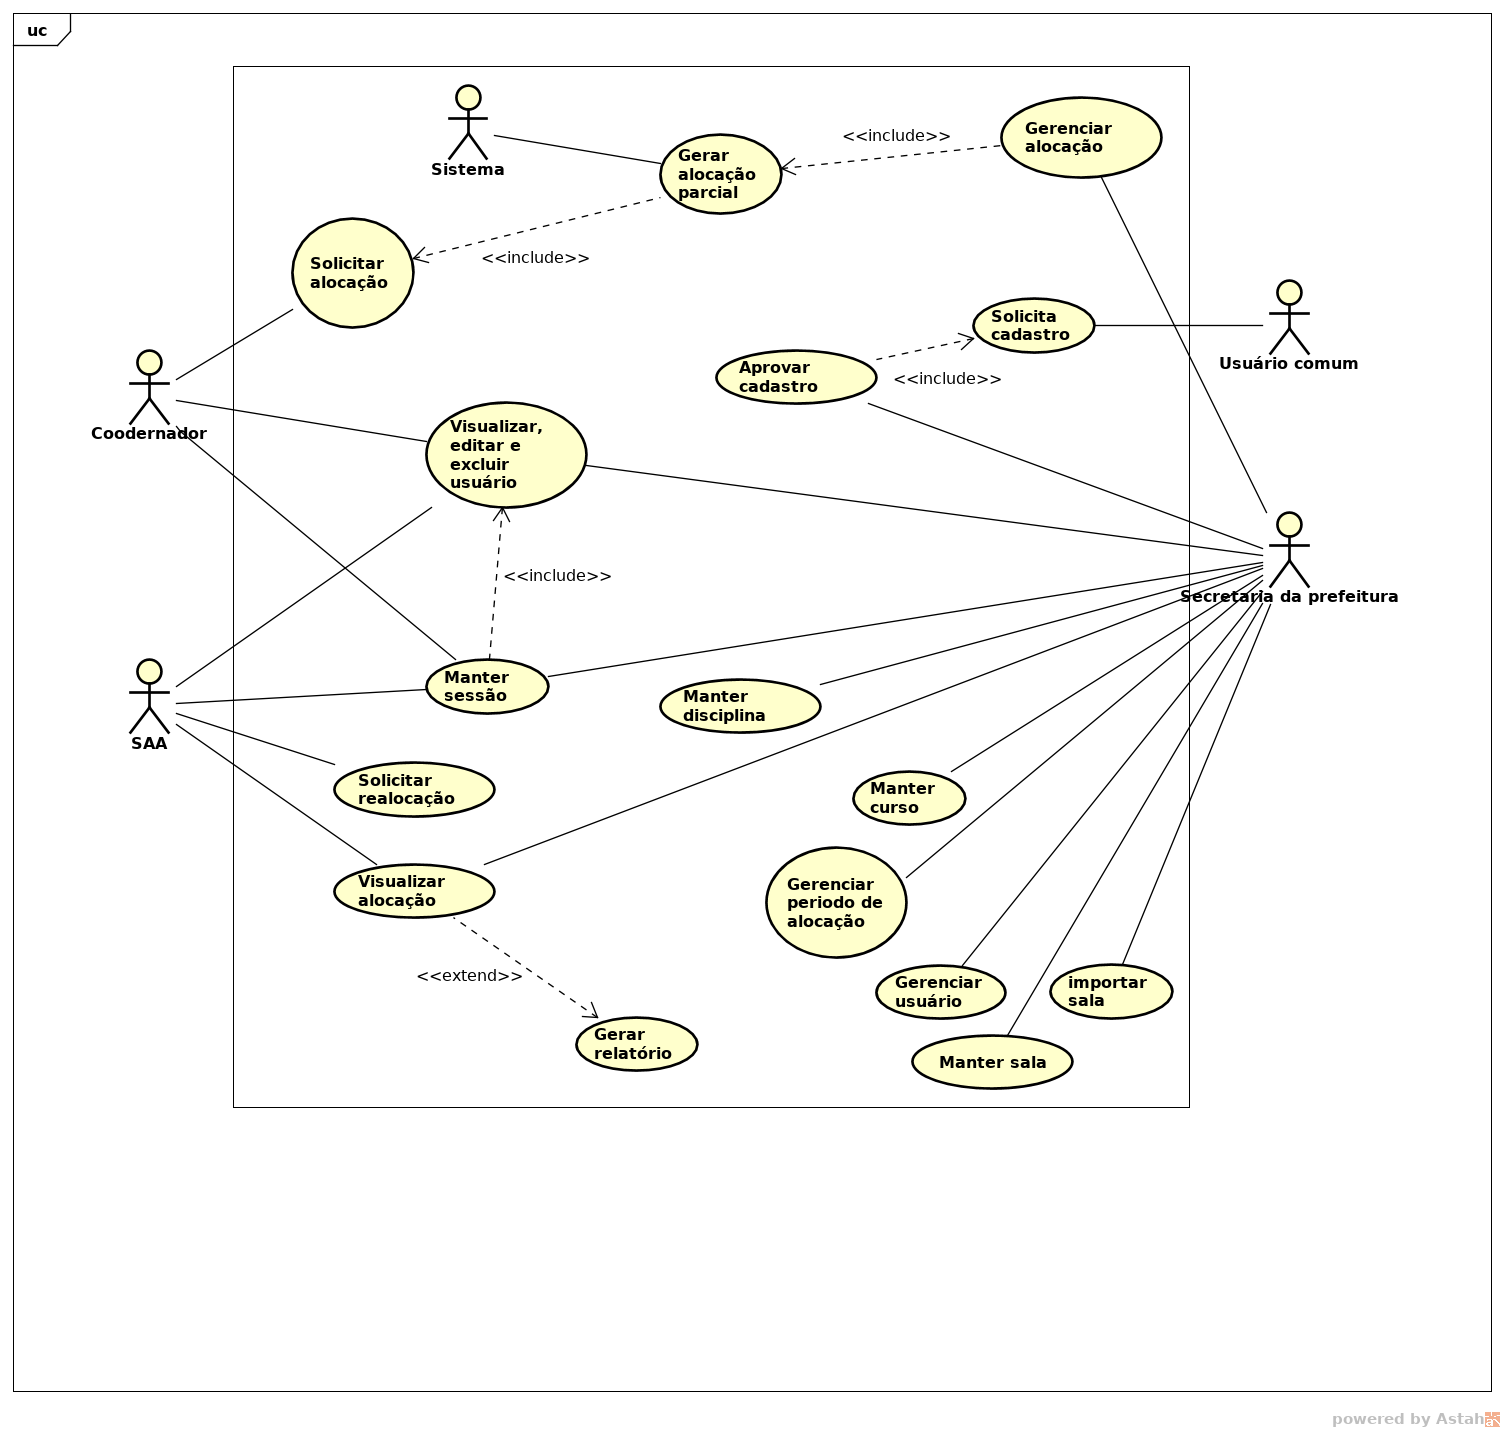 uc
Sistema
Gerar
alocação
parcial
<<include>>
Gerenciar
alocação
Solicitar
alocação
<<include>>
Solicita
cadastro
Usuário comum
Aprovar
cadastro
<<include>>
Coodernador
Visualizar,
editar e
excluir
usuário
<<include>>
Secretaria da prefeitura
SAA
Manter
sessão
Manter
disciplina
Solicitar
realocação
Manter
curso
Visualizar
alocação
Gerenciar
periodo de
alocação
<<extend>>
Gerenciar
usuário
importar
sala
Gerar
relatório
Manter sala
powered by Astah